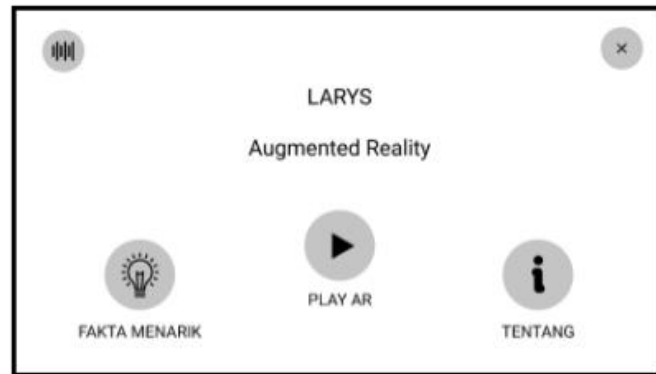 LARYS
Augmented Reality
PLAY AR
FAKTA MENARIK
TENTANG